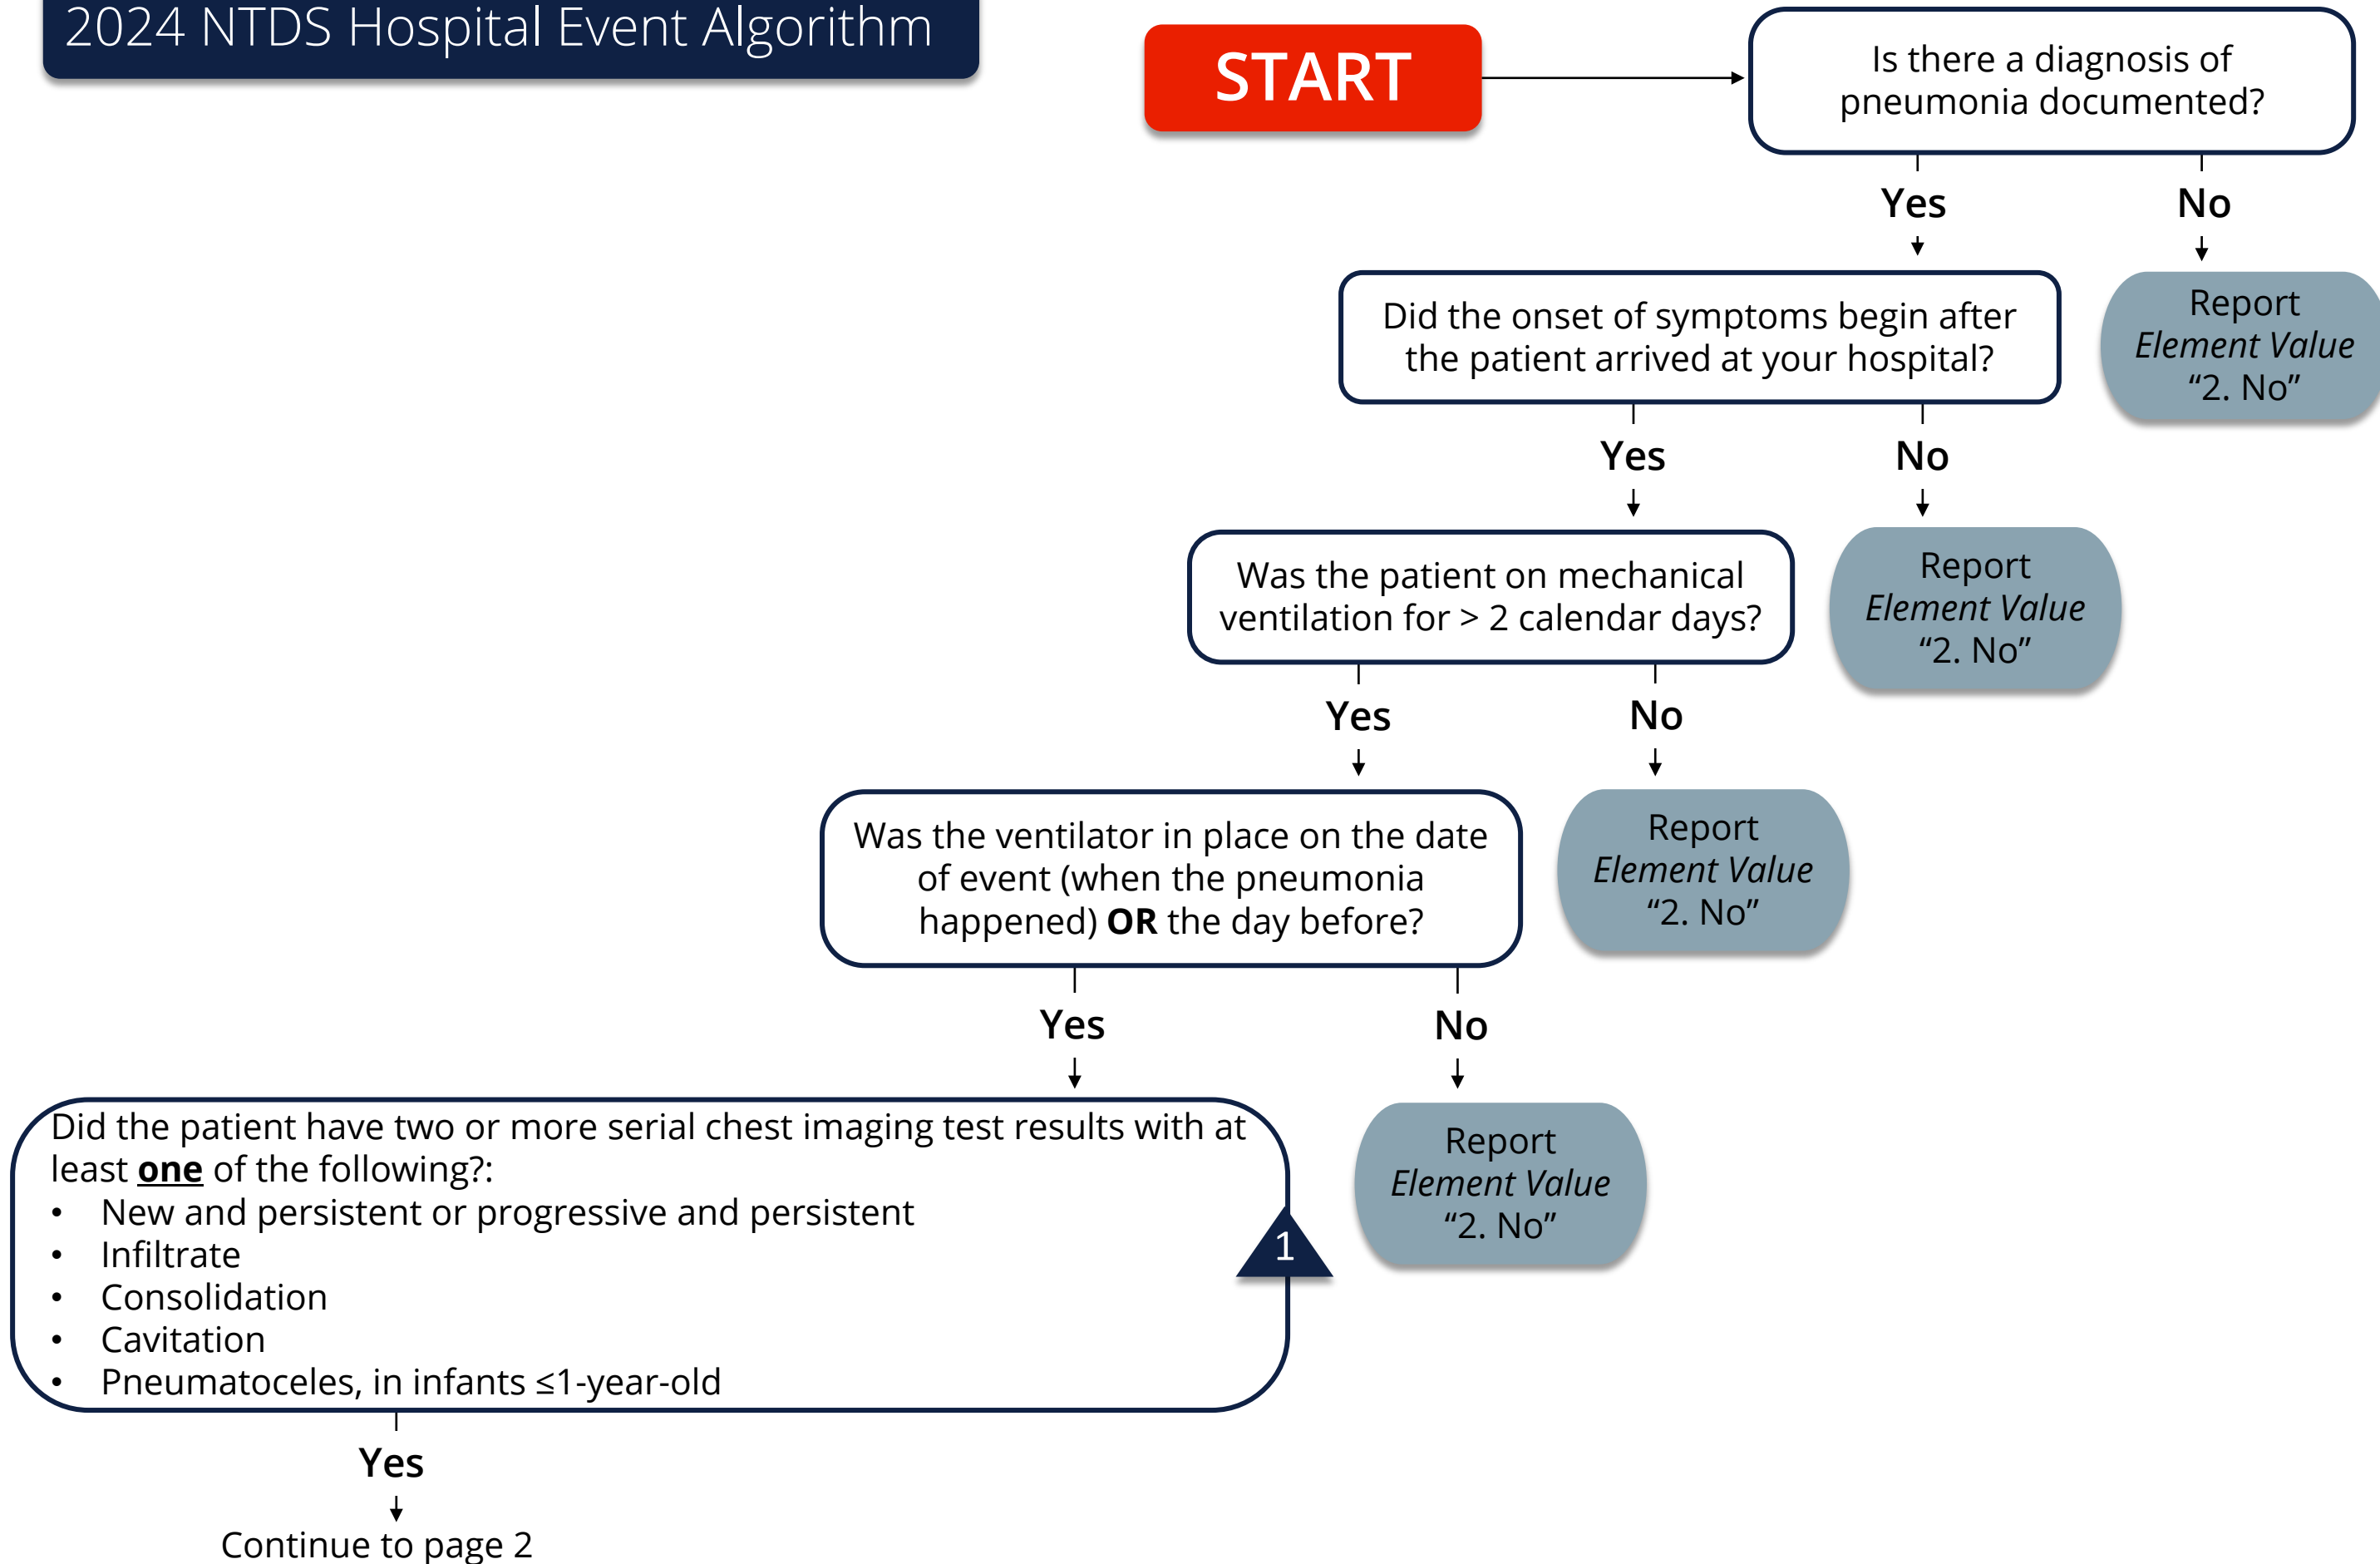 2024 NTDS Hospital Event Algorithm
START
Is there a diagnosis of
pneumonia documented?
Yes
No
Did the onset of symptoms begin after
the patient arrived at your hospital?
Report
Element Value
“2. No”
Yes
No
Was the patient on mechanical
ventilation for > 2 calendar days?
Report
Element Value
“2. No”
Yes
No
Was the ventilator in place on the date
of event (when the pneumonia
happened) OR the day before?
Report
Element Value
“2. No”
Yes
No
Did the patient have two or more serial chest imaging test results with at
least one of the following?:
• New and persistent or progressive and persistent
• Infiltrate
• Consolidation
• Cavitation
• Pneumatoceles, in infants ≤1-year-old
1
Report
Element Value
“2. No”
Yes
Continue to page 2